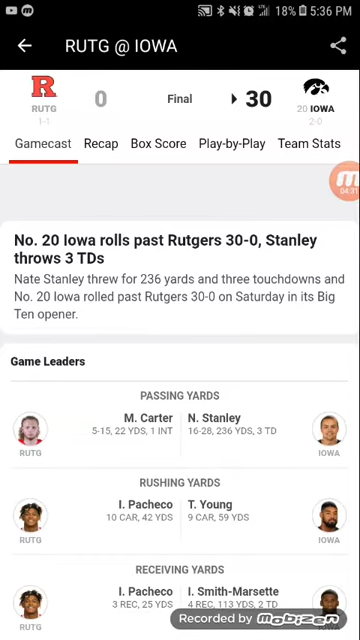 18% 5:36 PM
RUTG @ IOWA
R
RUTG
1-1
0
Final
30
20 IOWA
2-0
Gamecast Recap Box Score Play-by-Play Team Stats
04:31
No. 20 Iowa rolls past Rutgers 30-0, Stanley
throws 3 TDs
Nate Stanley threw for 236 yards and three touchdowns and
No. 20 Iowa rolled past Rutgers 30-0 on Saturday in its Big
Ten opener.
Game Leaders
PASSING YARDS
M. Carter N. Stanley
5-15, 22 YDS, 1 INT 16-28, 236 YDS, 3 TD
RUTG IOWA
RUSHING YARDS
I. Pacheco T. Young
10 CAR, 42 YDS 9 CAR, 59 YDS
RUTG IOWA
RECEIVING YARDS
I. Pacheco I. Smith-Marsette
3 REC, 25 YDS 4 REC, 113 YDS, 2 TD
RUTG
Recorded by Mobizen